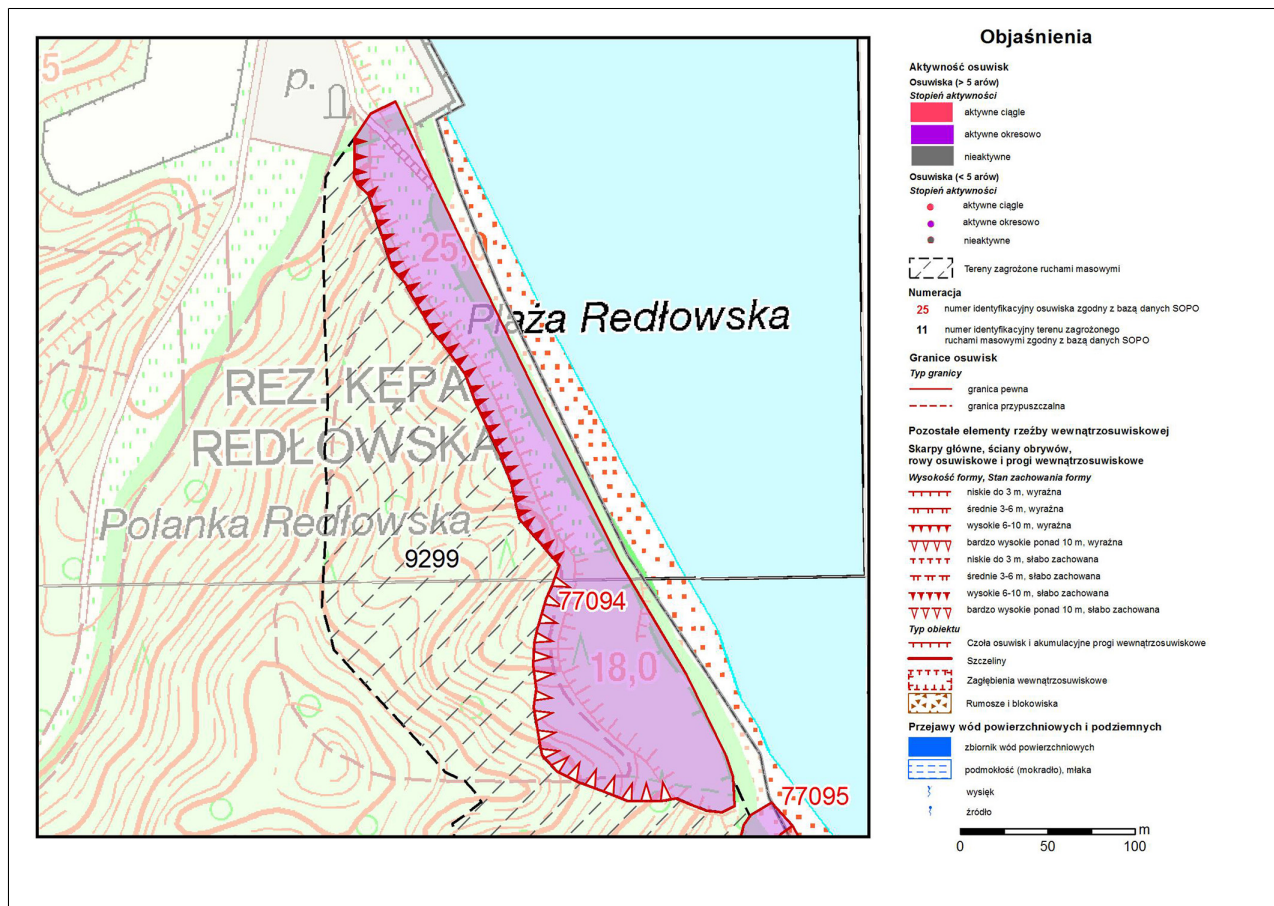 5
p.
25,0
Plaża Redłowska
REZ. KĘPA
REDŁOWSKA
Polanka Redłowska
9299
77094
18,0
77095
Objaśnienia
Aktywność osuwisk
Osuwiska (> 5 arów)
Stopień aktywności
aktywne ciągle
aktywne okresowo
nieaktywne
Osuwiska (< 5 arów)
Stopień aktywności
aktywne ciągle
aktywne okresowo
nieaktywne
Tereny zagrożone ruchami masowymi
Numeracja
25 numer identyfikacyjny osuwiska zgodny z bazą danych SOPO
11 numer identyfikacyjny terenu zagrożonego
ruchami masowymi zgodny z bazą danych SOPO
Granice osuwisk
Typ granicy
granica pewna
granica przypuszczalna
Pozostałe elementy rzeźby wewnątrzosuwiskowej
Skarpy główne, ściany obrywów,
rowy osuwiskowe i progi wewnątrzosuwiskowe
Wysokość formy, Stan zachowania formy
niskie do 3 m, wyraźna
średnie 3-6 m, wyraźna
wysokie 6-10 m, wyraźna
bardzo wysokie ponad 10 m, wyraźna
niskie do 3 m, słabo zachowana
średnie 3-6 m, słabo zachowana
wysokie 6-10 m, słabo zachowana
bardzo wysokie ponad 10 m, słabo zachowana
Typ obiektu
Czoła osuwisk i akumulacyjne progi wewnątrzosuwiskowe
Szczeliny
Zagłębienia wewnątrzosuwiskowe
Rumosze i blokowiska
Przejawy wód powierzchniowych i podziemnych
zbiornik wód powierzchniowych
podmokłość (mokradło), młaka
wysięk
źródło
m
0 50 100